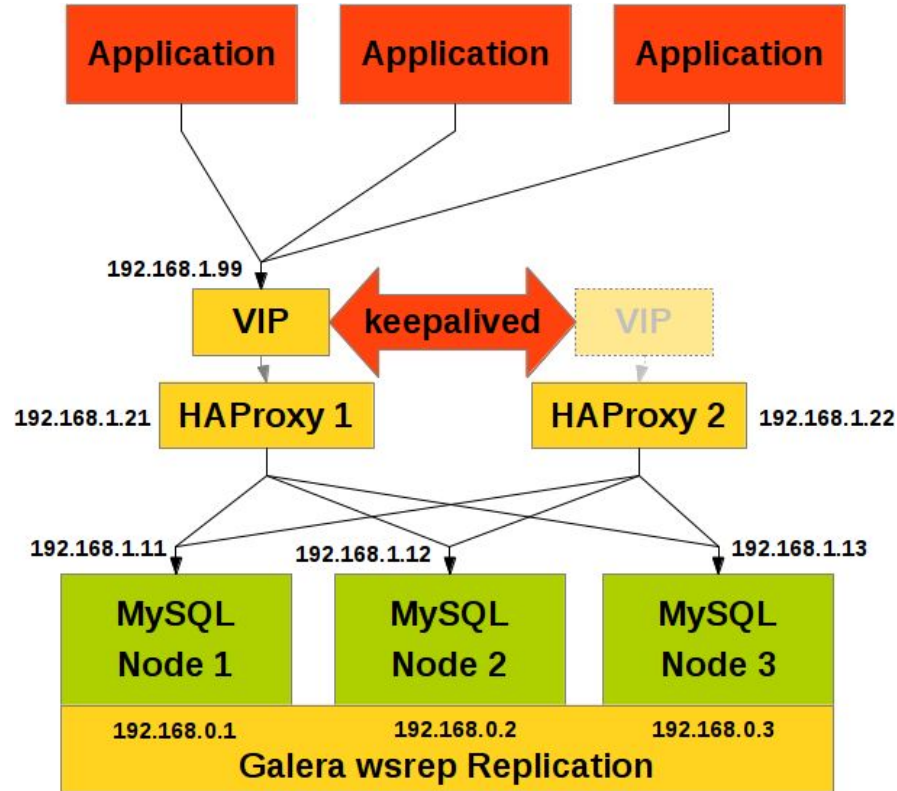 Application
Application
Application
192.168.1.99
VIP
keepalived
VIP
192.168.1.21
HAProxy 1
HAProxy 2
192.168.1.22
192.168.1.11
192.168.1.12
192.168.1.13
MySQL
Node 1
MySQL
Node 2
MySQL
Node 3
192.168.0.1
192.168.0.2
192.168.0.3
Galera wsrep Replication